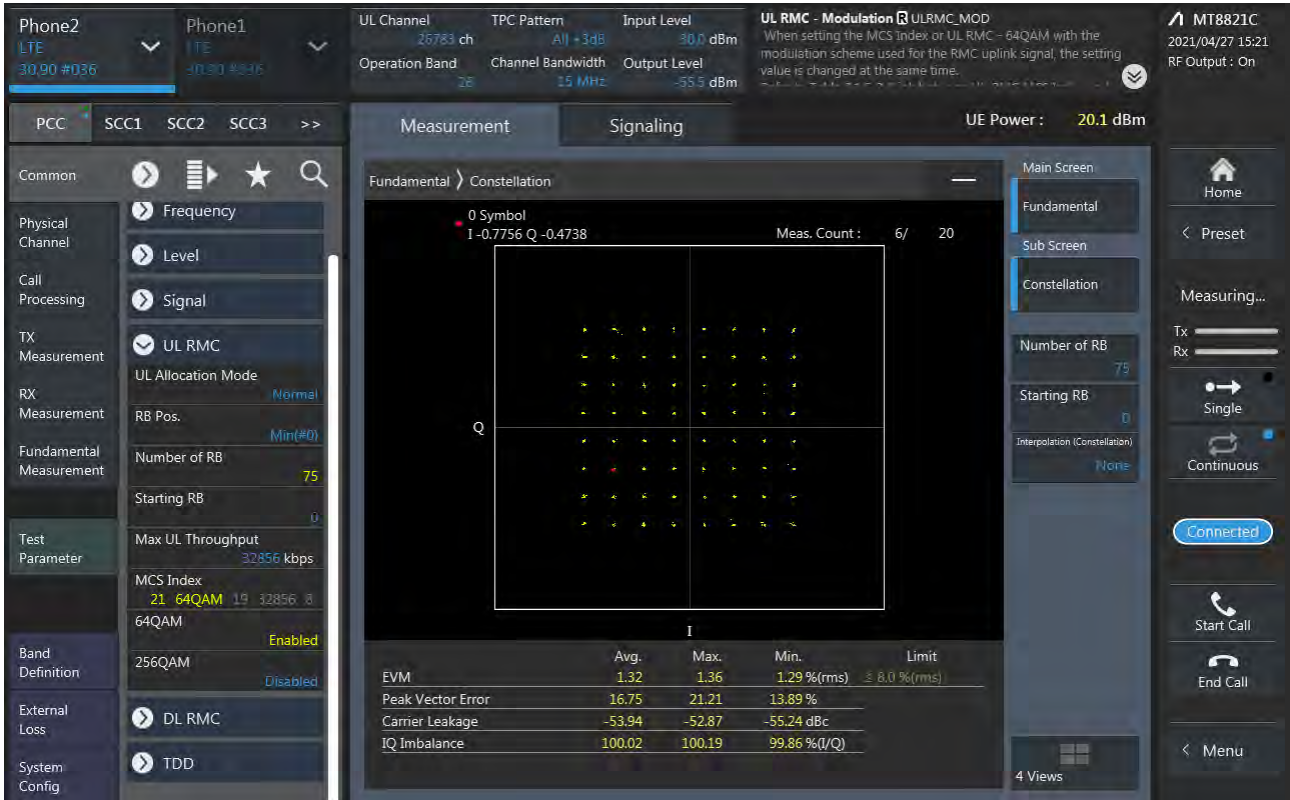 Phone2
LTE
30.90 #036
Phone1
LTE
UL Channel
26783 ch
Operation Band
26
TPC Pattern
All +3dB
Channel Bandwidth
15 MHz
Input Level
30.0 dBm
Output Level
-55.5 dBm
UL RMC - Modulation R ULRMC_MOD
When setting the MCS Index or UL RMC - 64QAM with the
modulation scheme used for the RMC uplink signal, the setting
value is changed at the same time.
MT8821C
2021/04/27 15:21
RF Output : On
PCC SCC1 SCC2 SCC3 >>
Measurement
Signaling
UE Power : 20.1 dBm
Common
Physical
Channel
Call
Processing
TX
Measurement
RX
Measurement
Fundamental
Measurement
Test
Parameter
Band
Definition
External
Loss
System
Config
Frequency
Level
Signal
UL RMC
UL Allocation Mode
Normal
RB Pos.
Min(#0)
Number of RB
75
Starting RB
0
Max UL Throughput
32856 kbps
MCS Index
21 64QAM 19 32856 8
64QAM
Enabled
256QAM
Disabled
DL RMC
TDD
Fundamental 〉 Constellation
0 Symbol
I -0.7756 Q -0.4738
Meas. Count : 6/ 20
Q
I
Avg. Max. Min. Limit
EVM 1.32 1.36 1.29 %(rms) ≤ 8.0 %(rms)
Peak Vector Error 16.75 21.21 13.89 %
Carrier Leakage -53.94 -52.87 -55.24 dBc
IQ Imbalance 100.02 100.19 99.86 %(I/Q)
Main Screen
Fundamental
Sub Screen
Constellation
Number of RB
75
Starting RB
0
Interpolation (Constellation)
None
4 Views
Home
< Preset
Measuring...
Tx
Rx
Single
Continuous
Connected
Start Call
End Call
< Menu